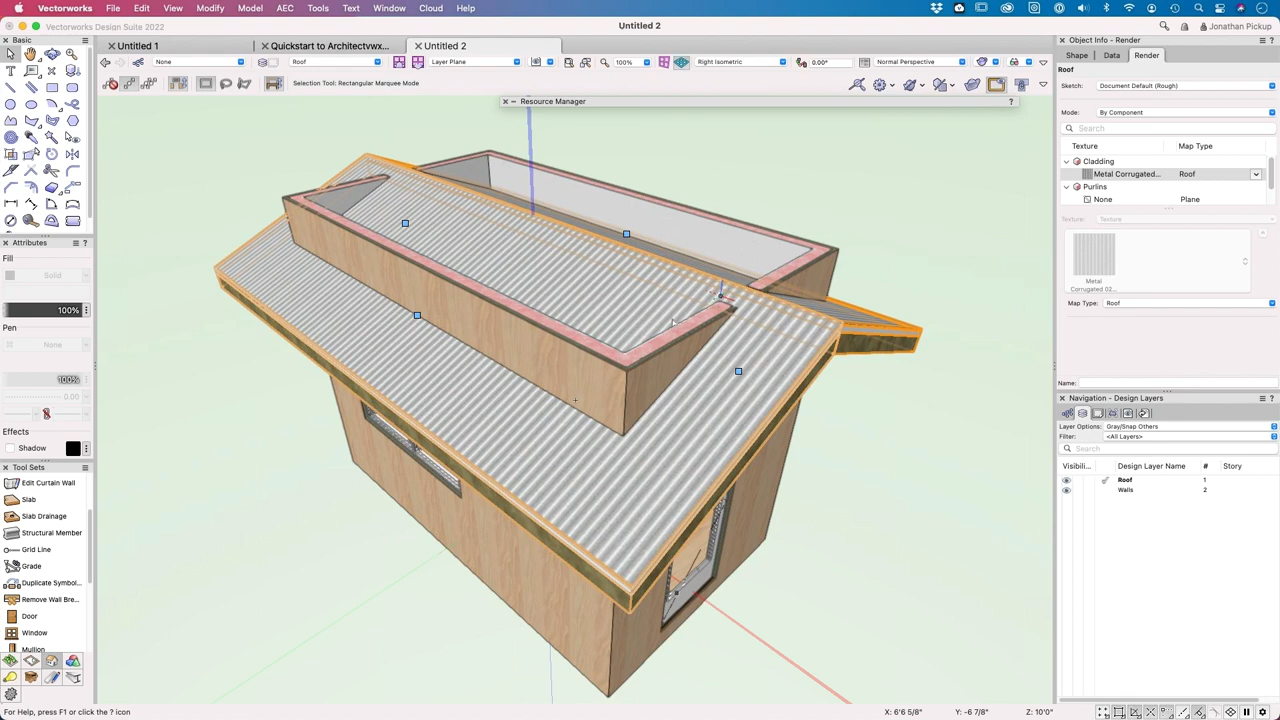 Vectorworks Design Suite 2022 File Edit View Modify Model AEC Tools Text Window Cloud Help
Untitled 2
Jonathan Pickup
Basic
Untitled 1
Quickstart to Architectvwx...
Untitled 2
None
Roof
Layer Plane
100%
Right Isometric
0.00°
Normal Perspective
Selection Tool: Rectangular Marquee Mode
Resource Manager
?
Attributes
?
Fill
Solid
100%
Pen
None
100%
0.00
Effects
Shadow
Tool Sets
Edit Curtain Wall
Slab
Slab Drainage
Structural Member
Grid Line
Grade
Duplicate Symbol...
Remove Wall Bre...
Door
Window
Mullion
Object Info - Render
?
Shape
Data
Render
Roof
Sketch:
Document Default (Rough)
Mode:
By Component
Search
Texture
Map Type
Cladding
Metal Corrugated...
Roof
Purlins
None
Plane
Texture:
Texture
Metal
Corrugated 02...
Map Type:
Roof
Name:
Navigation - Design Layers
?
Layer Options:
Gray/Snap Others
Filter:
<All Layers>
Search
Visibili...
Design Layer Name
#
Story
Roof
1
Walls
2
For Help, press F1 or click the ? icon
X: 6'6 5/8"
Y: -6 7/8"
Z: 10'0"